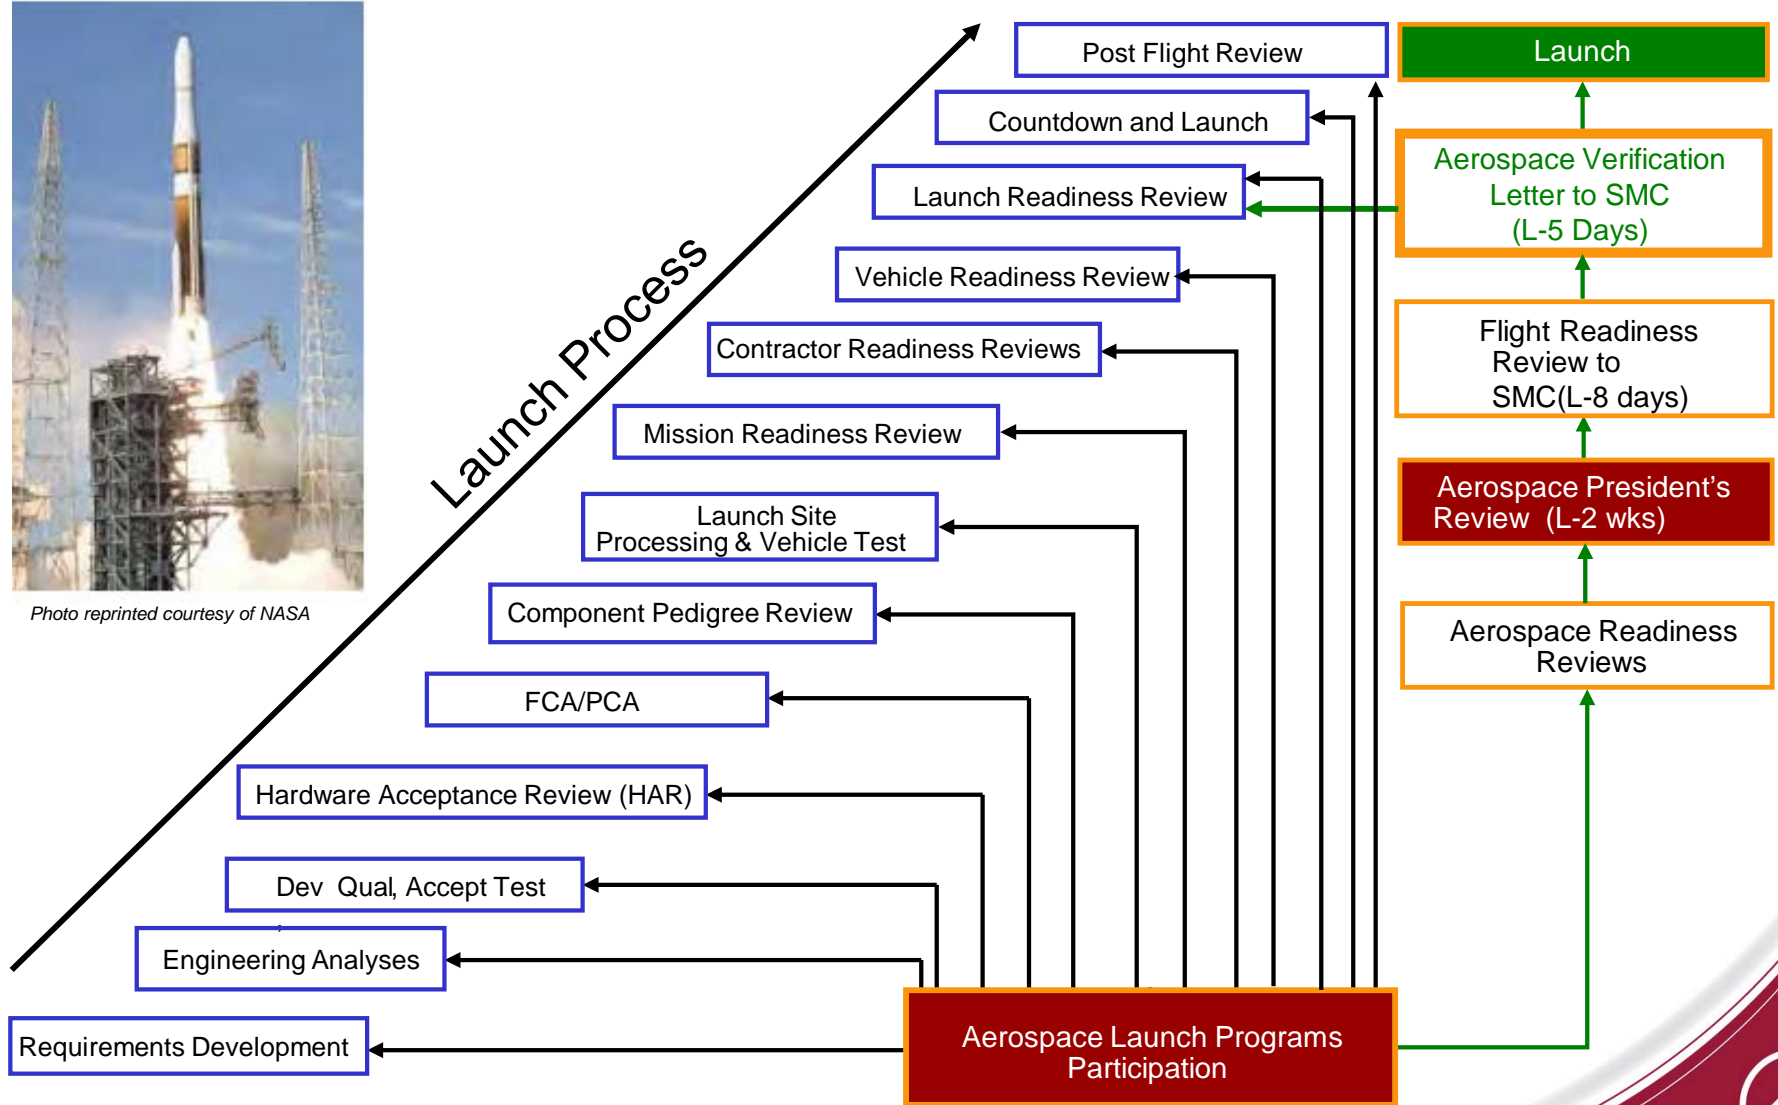 Post Flight Review
Launch
Countdown and Launch
Aerospace Verification
Letter to SMC
(L-5 Days)
Launch Readiness Review
Vehicle Readiness Review
Launch Process
Flight Readiness
Review to
SMC(L-8 days)
Contractor Readiness Reviews
Mission Readiness Review
Aerospace President's
Review (L-2 wks)
Launch Site
Processing & Vehicle Test
Component Pedigree Review
Photo reprinted courtesy of NASA
Aerospace Readiness
Reviews
FCA/PCA
Hardware Acceptance Review (HAR)
Dev Qual, Accept Test
Engineering Analyses
Requirements Development
Aerospace Launch Programs
Participation